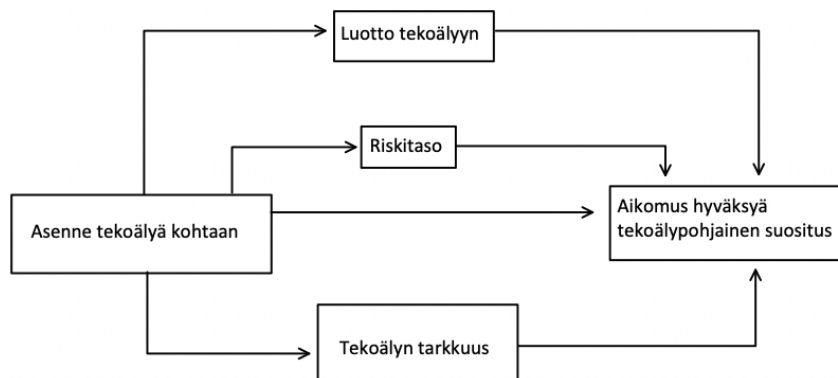 Luotto tekoälyyn
Riskitaso
Asenne tekoälyä kohtaan
Aikomus hyväksyä
tekoälypohjainen suositus
Tekoälyn tarkkuus